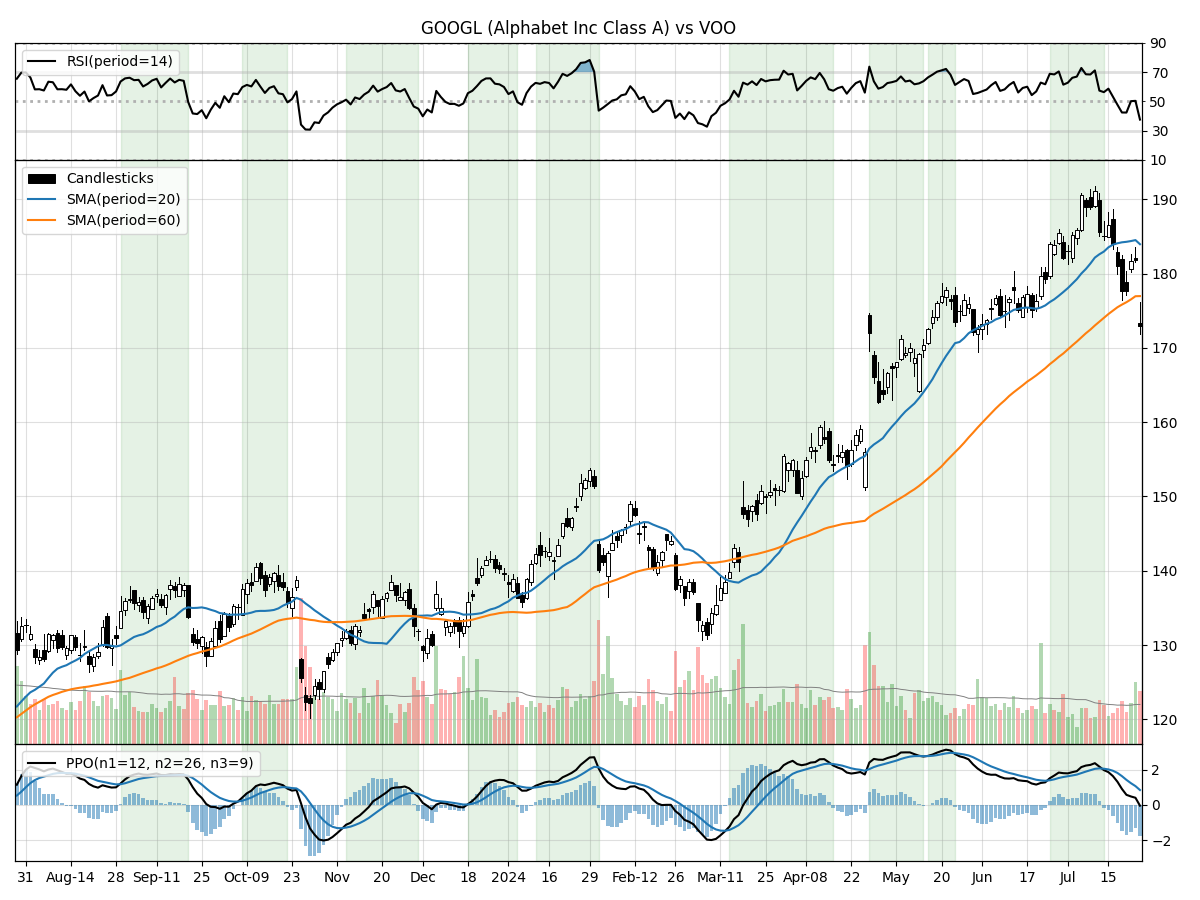 GOOGL (Alphabet Inc Class A) vs VOO
RSI(period=14)
90
70
50
30
10
Candlesticks
SMA(period=20)
SMA(period=60)
190
180
170
160
150
140
130
120
PPO(n1=12, n2=26, n3=9)
2
0
−2
31 Aug-14 28 Sep-11 25 Oct-09 23 Nov 20 Dec 18 2024 16 29 Feb-12 26 Mar-11 25 Apr-08 22 May 20 Jun 17 Jul 15